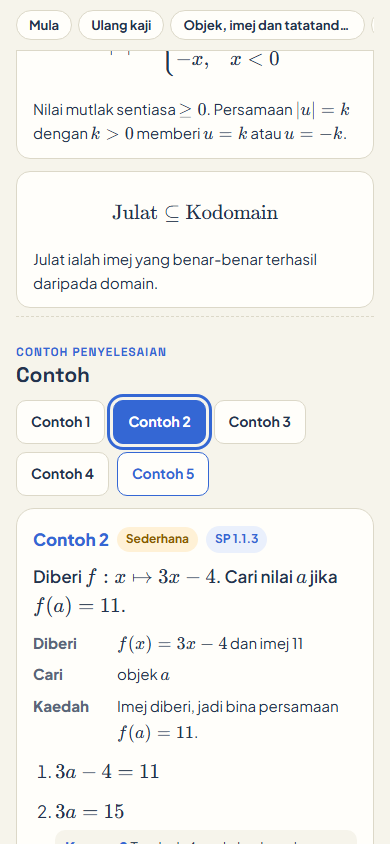 Mula Ulang kaji Objek, imej dan tatatand…
−x, x < 0
Nilai mutlak sentiasa ≥ 0. Persamaan |u| = k
dengan k > 0 memberi u = k atau u = −k.
Julat ⊆ Kodomain
Julat ialah imej yang benar-benar terhasil
daripada domain.
CONTOH PENYELESAIAN
Contoh
Contoh 1 Contoh 2 Contoh 3
Contoh 4 Contoh 5
Contoh 2 Sederhana SP 1.1.3
Diberi f : x ↦ 3x − 4. Cari nilai a jika
f(a) = 11.
Diberi f(x) = 3x − 4 dan imej 11
Cari objek a
Kaedah Imej diberi, jadi bina persamaan
f(a) = 11.
1. 3a − 4 = 11
2. 3a = 15